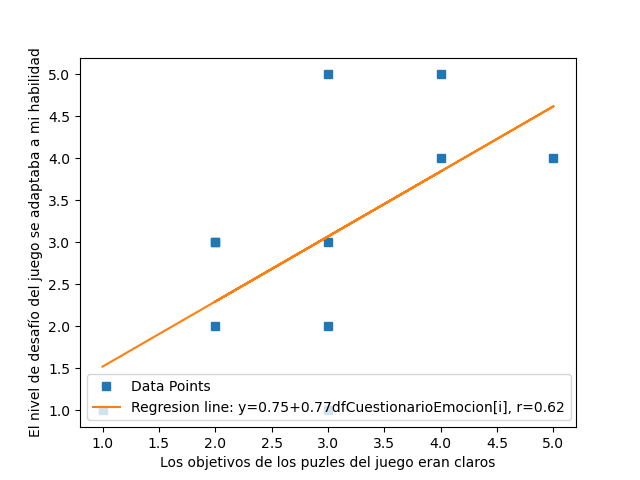 El nivel de desafío del juego se adaptaba a mi habilidad
5.0
4.5
4.0
3.5
3.0
2.5
2.0
1.5
1.0
Data Points
Regresion line: y=0.75+0.77dfCuestionarioEmocion[i], r=0.62
1.0 1.5 2.0 2.5 3.0 3.5 4.0 4.5 5.0
Los objetivos de los puzles del juego eran claros